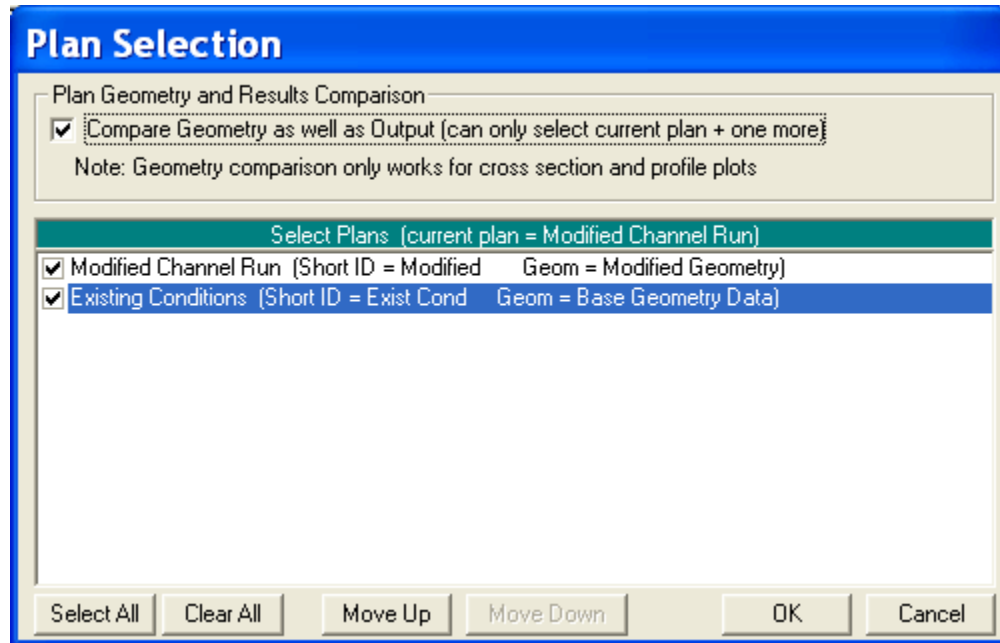 Plan Selection
Plan Geometry and Results Comparison
Compare Geometry as well as Output (can only select current plan + one more)
Note: Geometry comparison only works for cross section and profile plots
Select Plans (current plan = Modified Channel Run)
Modified Channel Run (Short ID = Modified Geom = Modified Geometry)
Existing Conditions (Short ID = Exist Cond Geom = Base Geometry Data)
Select All Clear All Move Up Move Down OK Cancel